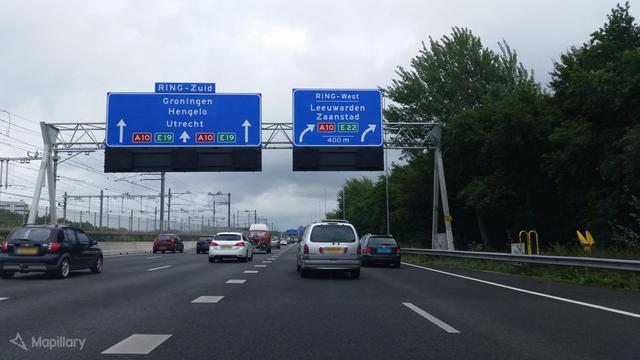 RING-Zuid
Groningen
Hengelo
Utrecht
A10 E19 A10 E19
RING-West
Leeuwarden
Zaanstad
A10 E22
400 m
Mapillary